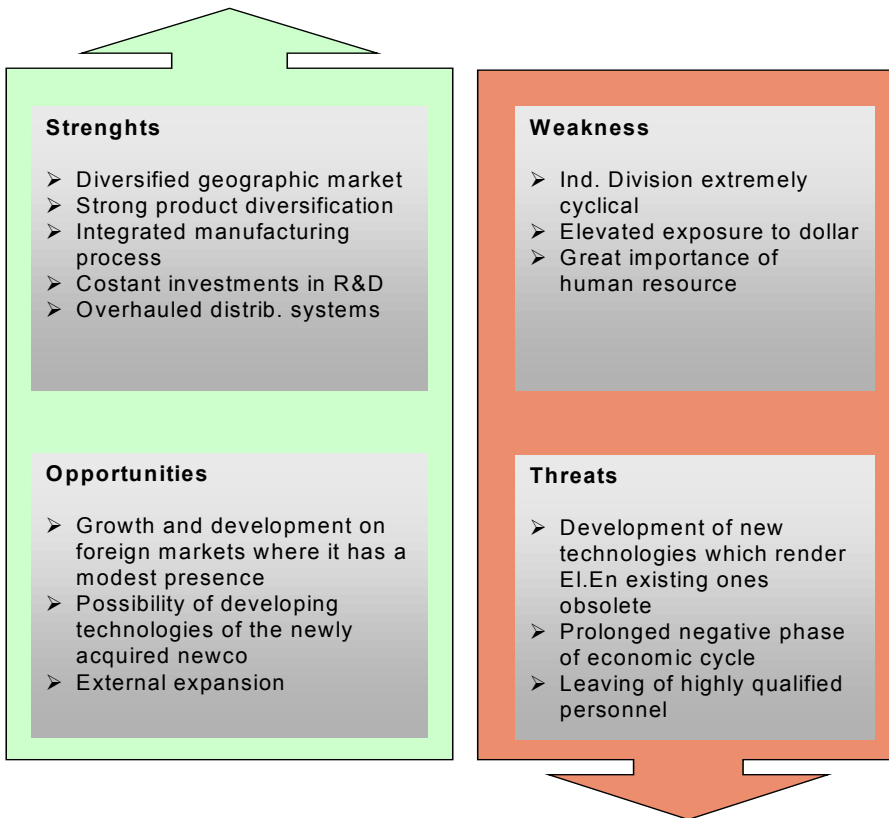 Strenghts
➢ Diversified geographic market
➢ Strong product diversification
➢ Integrated manufacturing
process
➢ Costant investments in R&D
➢ Overhauled distrib. systems
Weakness
➢ Ind. Division extremely
cyclical
➢ Elevated exposure to dollar
➢ Great importance of
human resource
Opportunities
➢ Growth and development on
foreign markets where it has a
modest presence
➢ Possibility of developing
technologies of the newly
acquired newco
➢ External expansion
Threats
➢ Development of new
technologies which render
El.En existing ones
obsolete
➢ Prolonged negative phase
of economic cycle
➢ Leaving of highly qualified
personnel